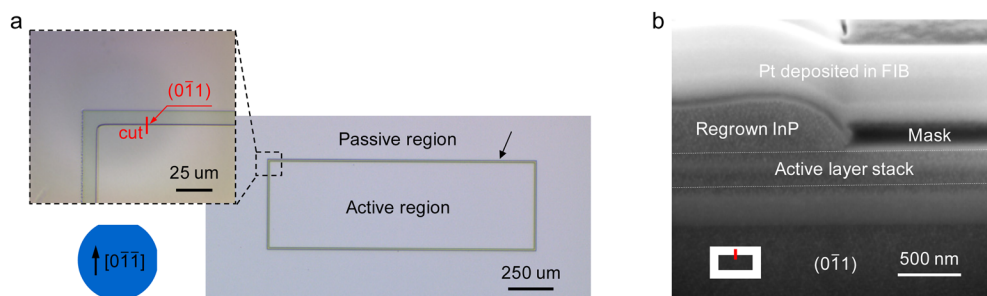 a
(01̄1)
cut
25 um
[01̄1̄]
Passive region
Active region
250 um
b
Pt deposited in FIB
Regrown InP
Mask
Active layer stack
(01̄1)
500 nm